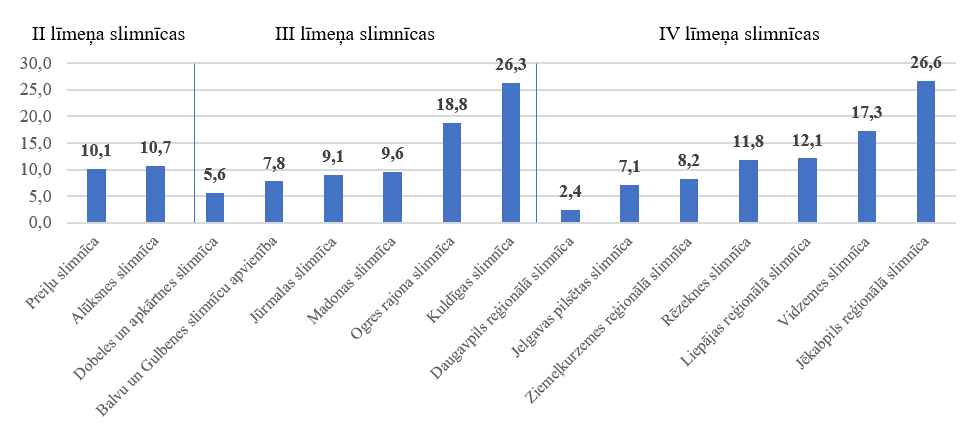 II līmeņa slimnīcas
III līmeņa slimnīcas
IV līmeņa slimnīcas
30,0
25,0
20,0
15,0
10,0
5,0
0,0
10,1
10,7
5,6
7,8
9,1
9,6
18,8
26,3
2,4
7,1
8,2
11,8
12,1
17,3
26,6
Preiļu slimnīca
Alūksnes slimnīca
Dobeles un apkārtnes slimnīca
Balvu un Gulbenes slimnīcu apvienība
Jūrmalas slimnīca
Madonas slimnīca
Ogres rajona slimnīca
Kuldīgas slimnīca
Daugavpils reģionālā slimnīca
Jelgavas pilsētas slimnīca
Ziemeļkurzemes reģionālā slimnīca
Rēzeknes slimnīca
Liepājas reģionālā slimnīca
Vidzemes slimnīca
Jēkabpils reģionālā slimnīca